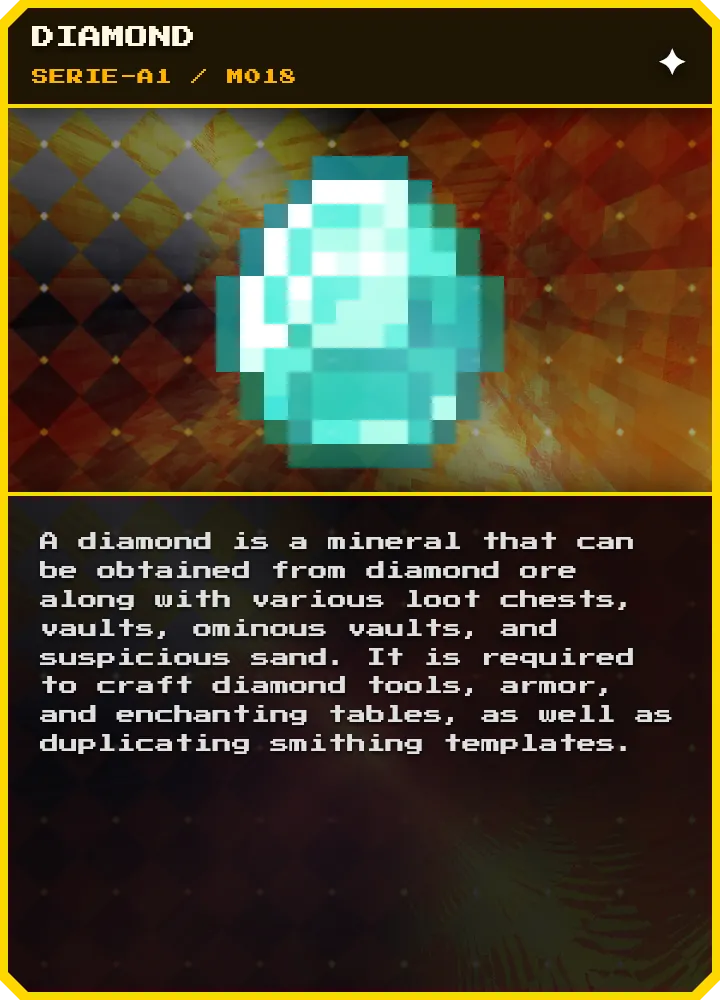 DIAMOND
SERIE-A1 / M018
A diamond is a mineral that can
be obtained from diamond ore
along with various loot chests,
vaults, ominous vaults, and
suspicious sand. It is required
to craft diamond tools, armor,
and enchanting tables, as well as
duplicating smithing templates.